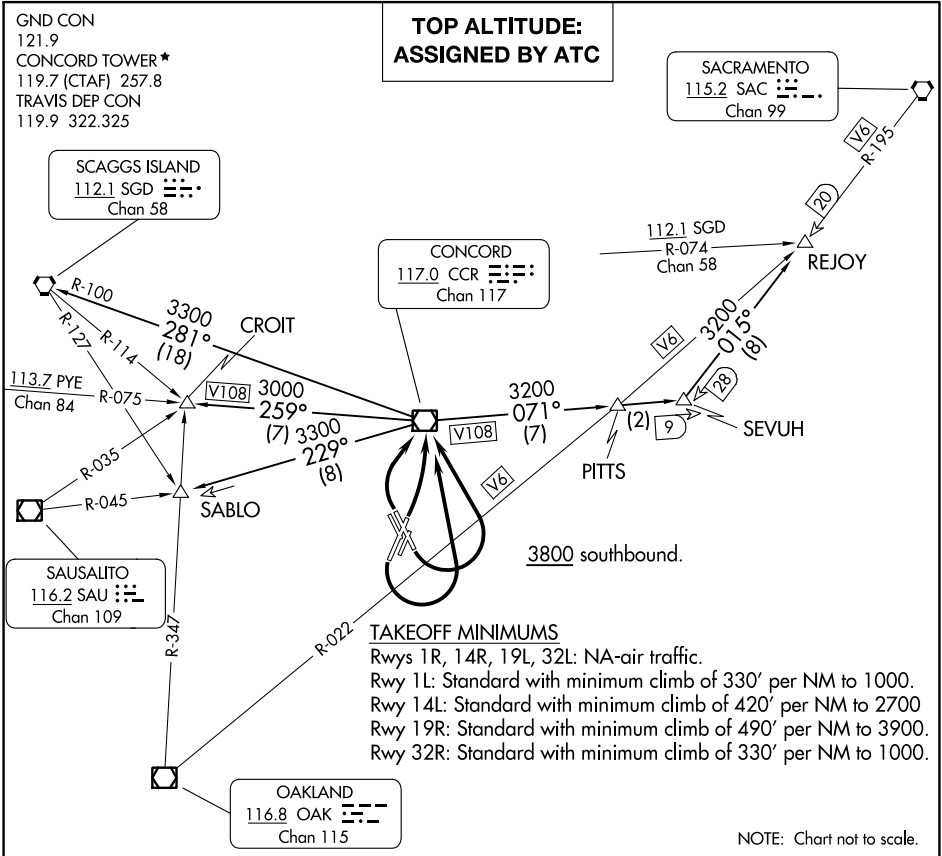 GND CON
121.9
CONCORD TOWER★
119.7 (CTAF) 257.8
TRAVIS DEP CON
119.9 322.325
TOP ALTITUDE:
ASSIGNED BY ATC
SACRAMENTO
115.2 SAC
Chan 99
V6
R-195
20
SCAGGS ISLAND
112.1 SGD
Chan 58
112.1 SGD
R-074
Chan 58
REJOY
CONCORD
117.0 CCR
Chan 117
R-100
3300
281°
(18)
CROIT
R-127
R-114
113.7 PYE
R-075
Chan 84
V108
3000
259°
(7)
3300
229°
(8)
3200
071°
(7)
V108
V6
3200
015°
(8)
28
(2)
9
SEVUH
PITTS
V6
R-035
R-045
SABLO
SAUSALITO
116.2 SAU
Chan 109
3800 southbound.
R-347
R-022
TAKEOFF MINIMUMS
Rwys 1R, 14R, 19L, 32L: NA-air traffic.
Rwy 1L: Standard with minimum climb of 330' per NM to 1000.
Rwy 14L: Standard with minimum climb of 420' per NM to 2700
Rwy 19R: Standard with minimum climb of 490' per NM to 3900.
Rwy 32R: Standard with minimum climb of 330' per NM to 1000.
OAKLAND
116.8 OAK
Chan 115
NOTE: Chart not to scale.